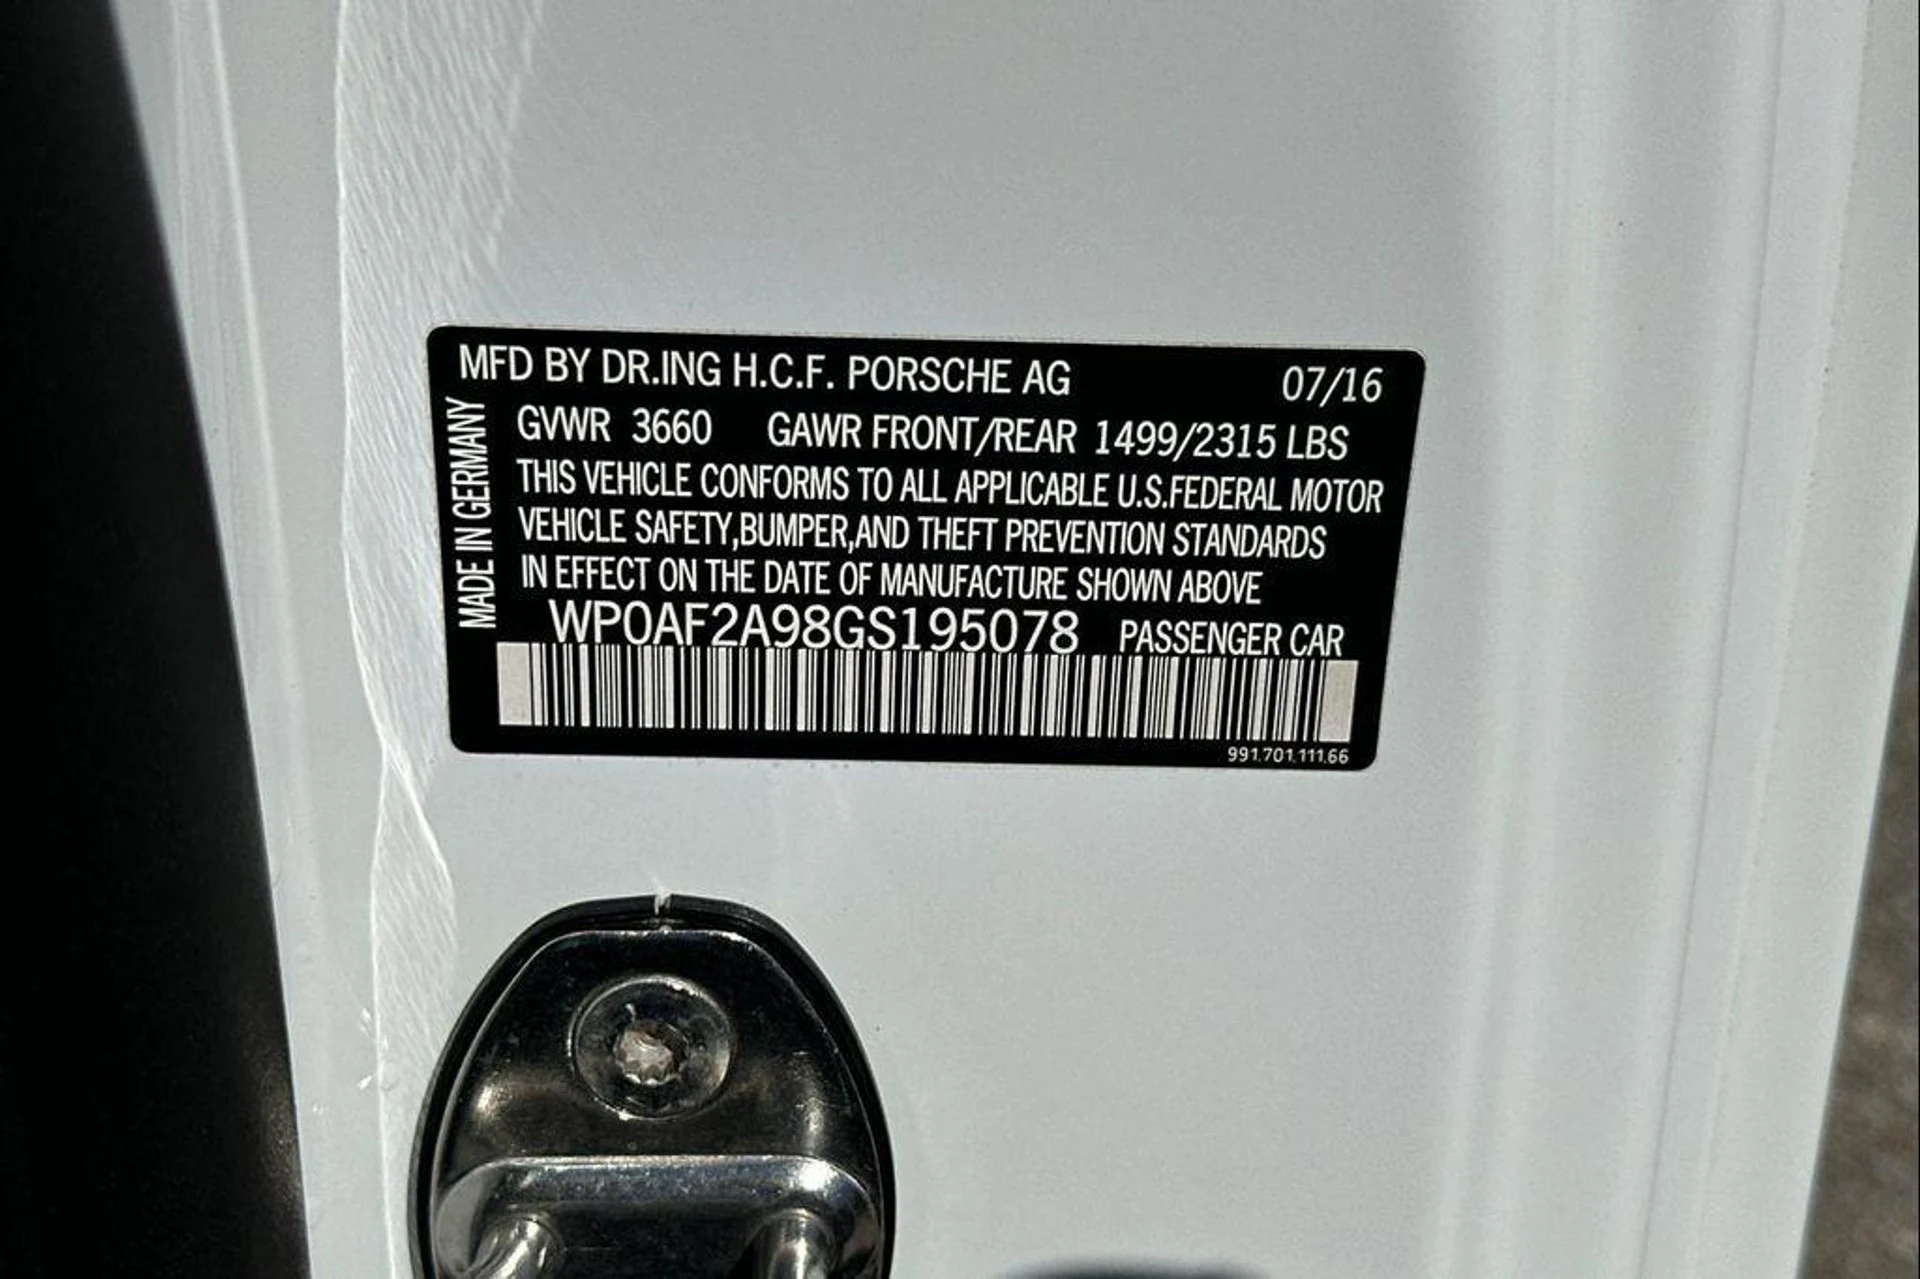 MFD BY DR.ING H.C.F. PORSCHE AG 07/16
GVWR 3660 GAWR FRONT/REAR 1499/2315 LBS
THIS VEHICLE CONFORMS TO ALL APPLICABLE U.S.FEDERAL MOTOR
VEHICLE SAFETY,BUMPER,AND THEFT PREVENTION STANDARDS
IN EFFECT ON THE DATE OF MANUFACTURE SHOWN ABOVE
WP0AF2A98GS195078 PASSENGER CAR
991.701.111.66
MADE IN GERMANY